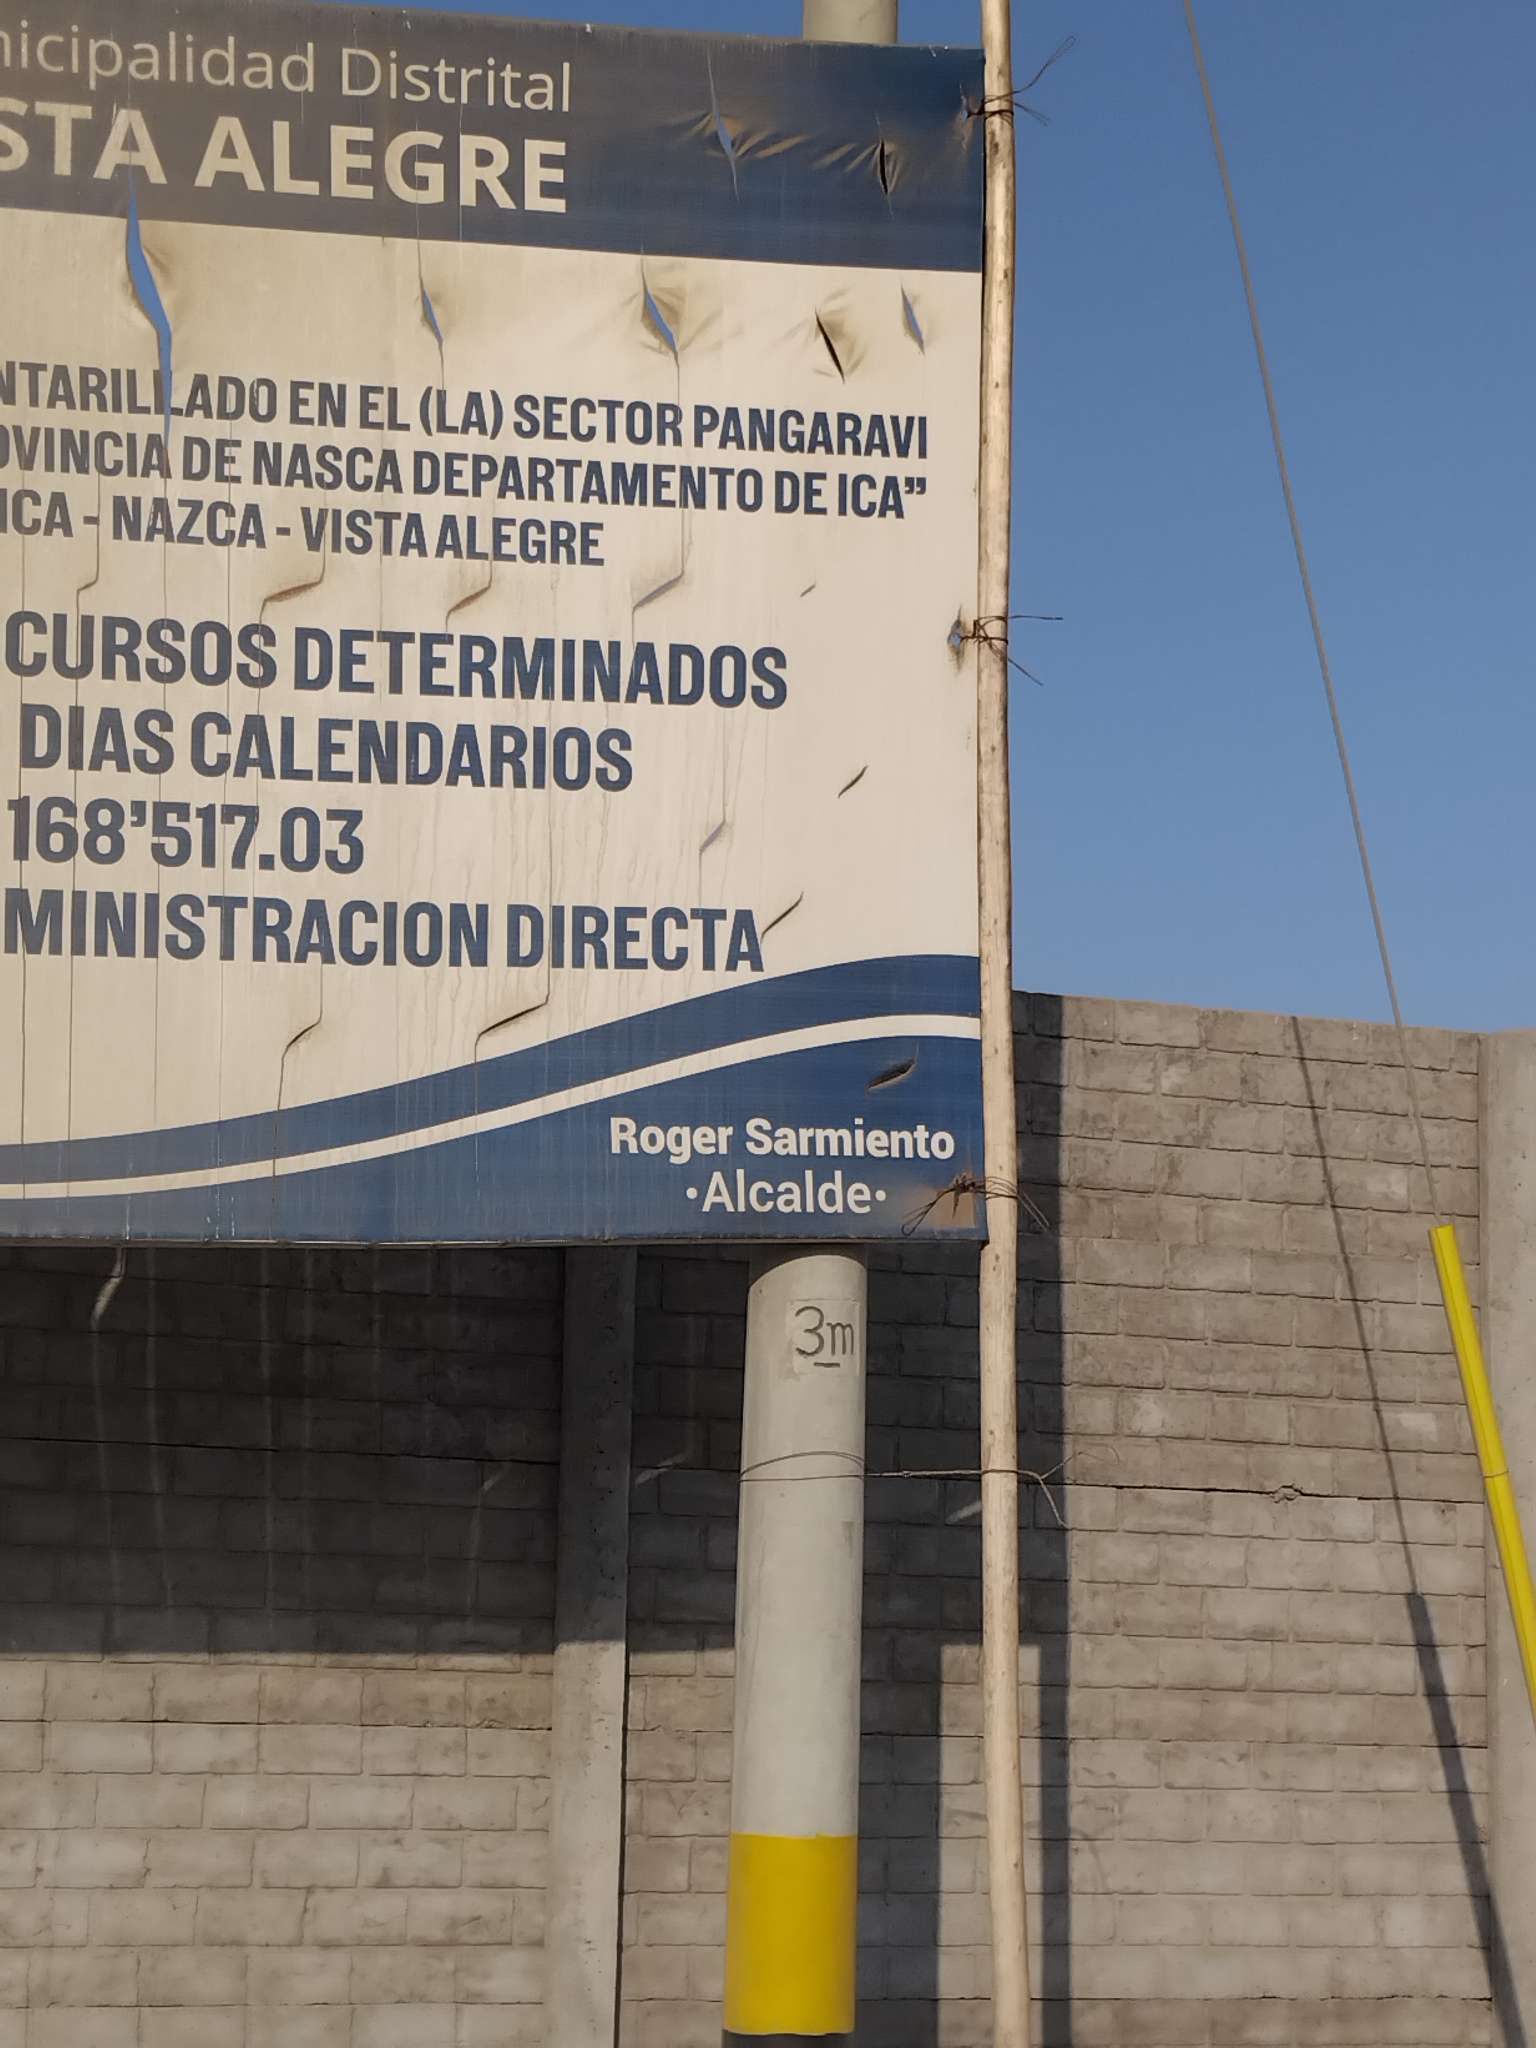 nicipalidad Distrital
STA ALEGRE
NTARILLADO EN EL (LA) SECTOR PANGARAVI
OVINCIA DE NASCA DEPARTAMENTO DE ICA”
ICA - NAZCA - VISTA ALEGRE
CURSOS DETERMINADOS
DIAS CALENDARIOS
168’517.03
MINISTRACION DIRECTA
Roger Sarmiento
•Alcalde•
3m